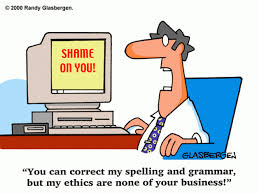 © 2000 Randy Glasbergen.
SHAME
ON YOU!
GLASBERGEN
"You can correct my spelling and grammar,
but my ethics are none of your business!"